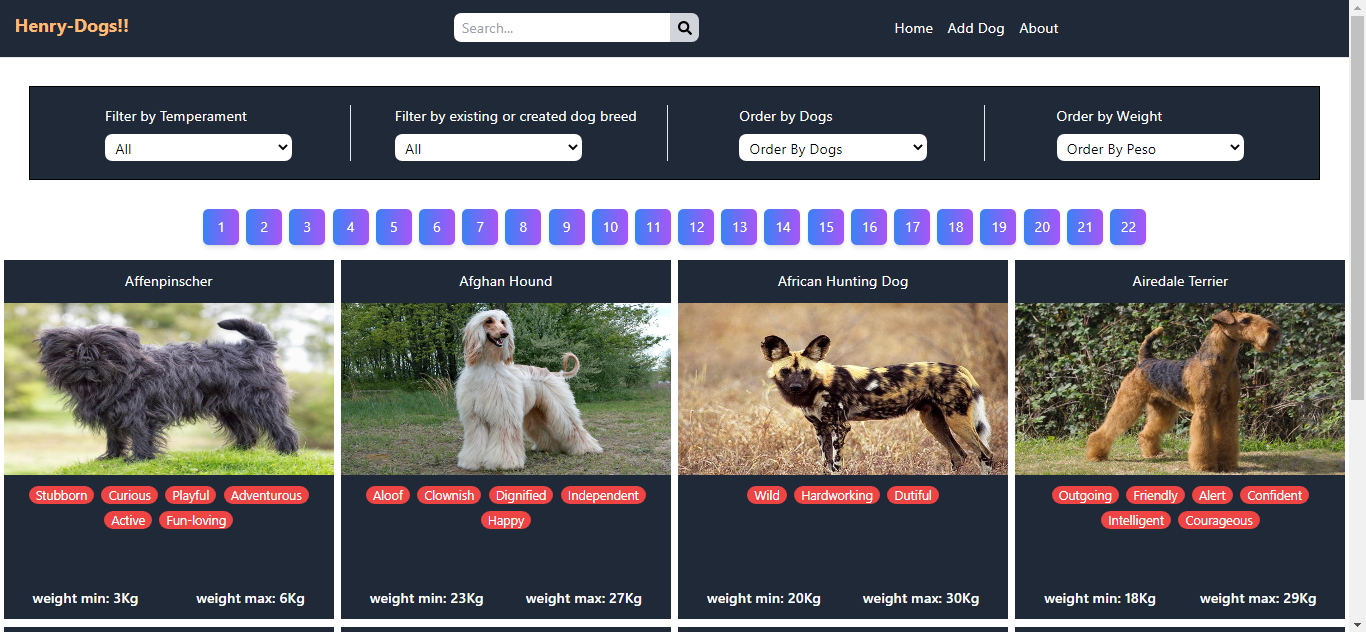 Henry-Dogs!! Search... Home Add Dog About
Filter by Temperament Filter by existing or created dog breed Order by Dogs Order by Weight
All All Order By Dogs Order By Peso
1 2 3 4 5 6 7 8 9 10 11 12 13 14 15 16 17 18 19 20 21 22
Affenpinscher Afghan Hound African Hunting Dog Airedale Terrier
Stubborn Curious Playful Adventurous Aloof Clownish Dignified Independent Wild Hardworking Dutiful Outgoing Friendly Alert Confident
Active Fun-loving Happy Intelligent Courageous
weight min: 3Kg weight max: 6Kg weight min: 23Kg weight max: 27Kg weight min: 20Kg weight max: 30Kg weight min: 18Kg weight max: 29Kg